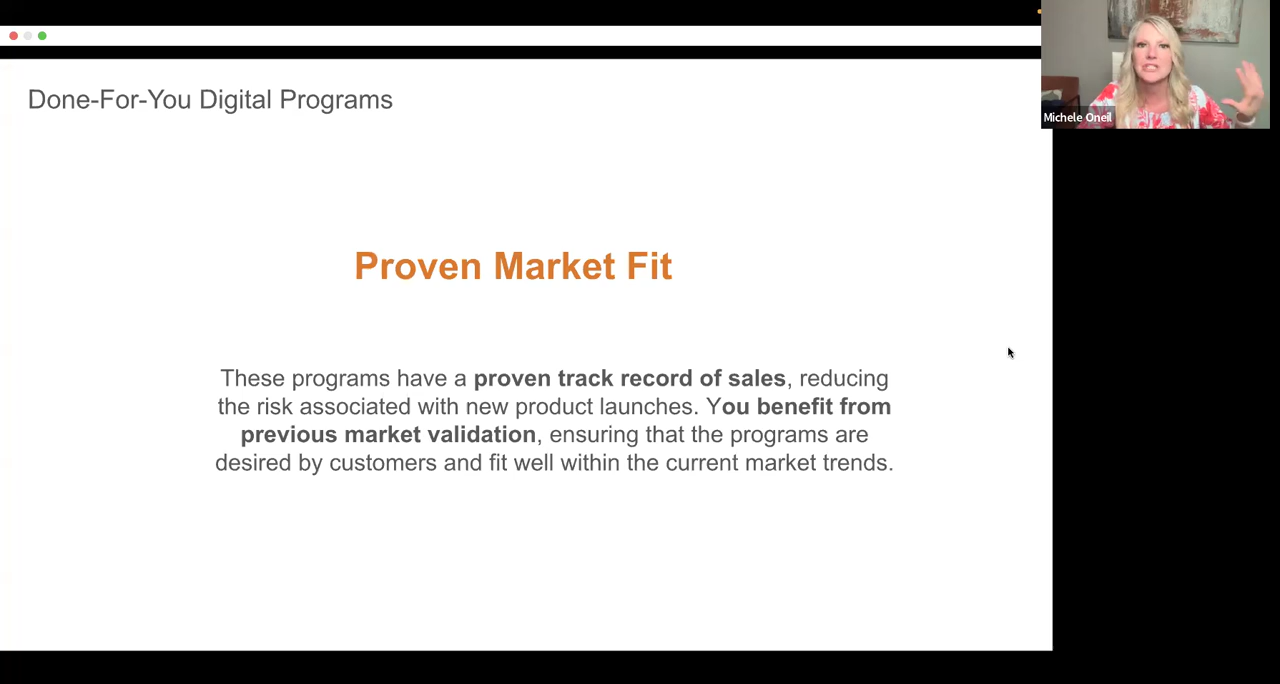 Done-For-You Digital Programs
Michele Oneil
Proven Market Fit
These programs have a proven track record of sales, reducing
the risk associated with new product launches. You benefit from
previous market validation, ensuring that the programs are
desired by customers and fit well within the current market trends.